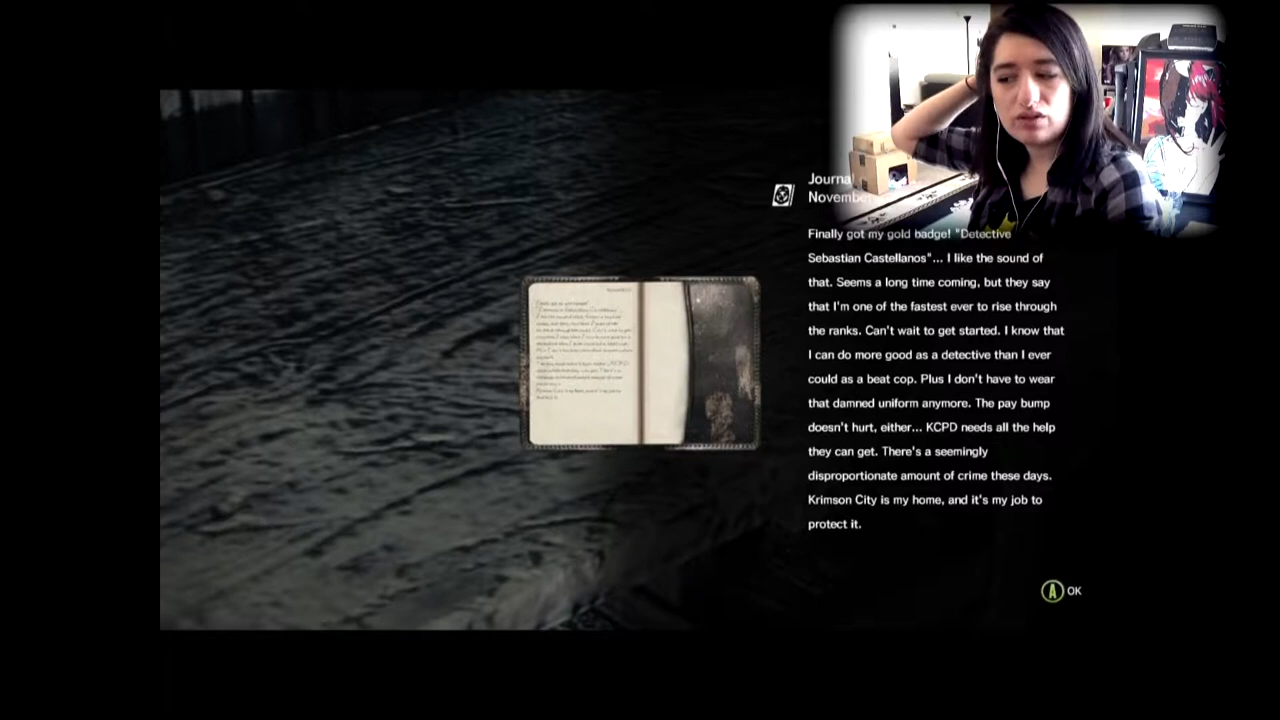 Journal
November
Finally got my gold badge! "Detective
Sebastian Castellanos"... I like the sound of
that. Seems a long time coming, but they say
that I'm one of the fastest ever to rise through
the ranks. Can't wait to get started. I know that
I can do more good as a detective than I ever
could as a beat cop. Plus I don't have to wear
that damned uniform anymore. The pay bump
doesn't hurt, either... KCPD needs all the help
they can get. There's a seemingly
disproportionate amount of crime these days.
Krimson City is my home, and it's my job to
protect it.
A OK